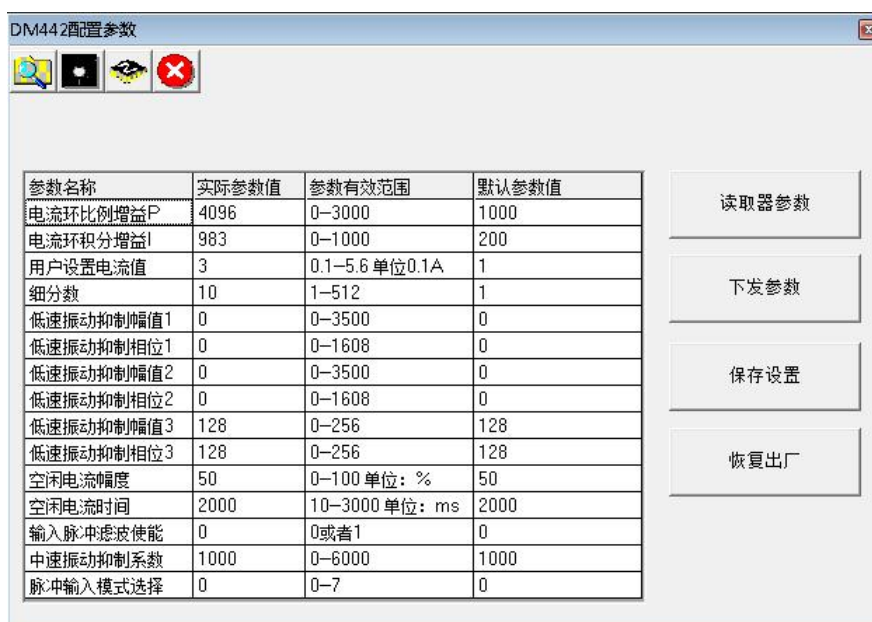 DM442配置参数
参数名称 实际参数值 参数有效范围 默认参数值
电流环比例增益P 4096 0—3000 1000
电流环积分增益I 983 0—1000 200
用户设置电流值 3 0.1—5.6 单位0.1A 1
细分数 10 1—512 1
低速振动抑制幅值1 0 0—3500 0
低速振动抑制相位1 0 0—1608 0
低速振动抑制幅值2 0 0—3500 0
低速振动抑制相位2 0 0—1608 0
低速振动抑制幅值3 128 0—256 128
低速振动抑制相位3 128 0—256 128
空闲电流幅度 50 0—100 单位：% 50
空闲电流时间 2000 10—3000 单位：ms 2000
输入脉冲滤波使能 0 0或者1 0
中速振动抑制系数 1000 0—6000 1000
脉冲输入模式选择 0 0—7 0
读取器参数
下发参数
保存设置
恢复出厂